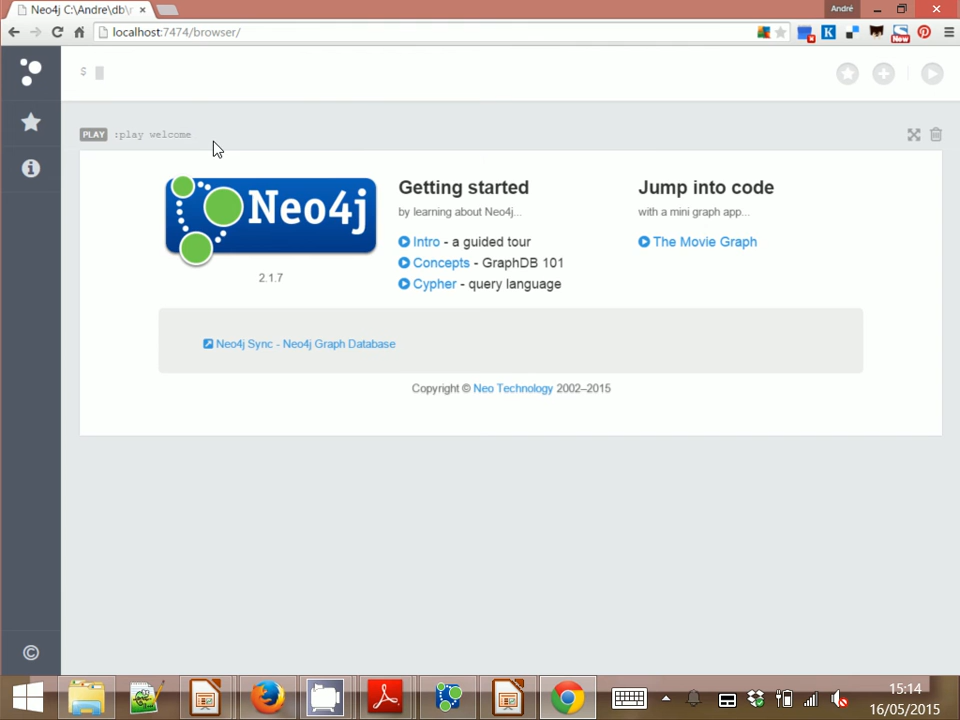 Neo4j C:\Andre\db\
André
localhost:7474/browser/
New
$
PLAY :play welcome
Neo4j
2.1.7
Getting started
by learning about Neo4j...
Intro - a guided tour
Concepts - GraphDB 101
Cypher - query language
Jump into code
with a mini graph app...
The Movie Graph
Neo4j Sync - Neo4j Graph Database
Copyright © Neo Technology 2002–2015
©
15:14
16/05/2015